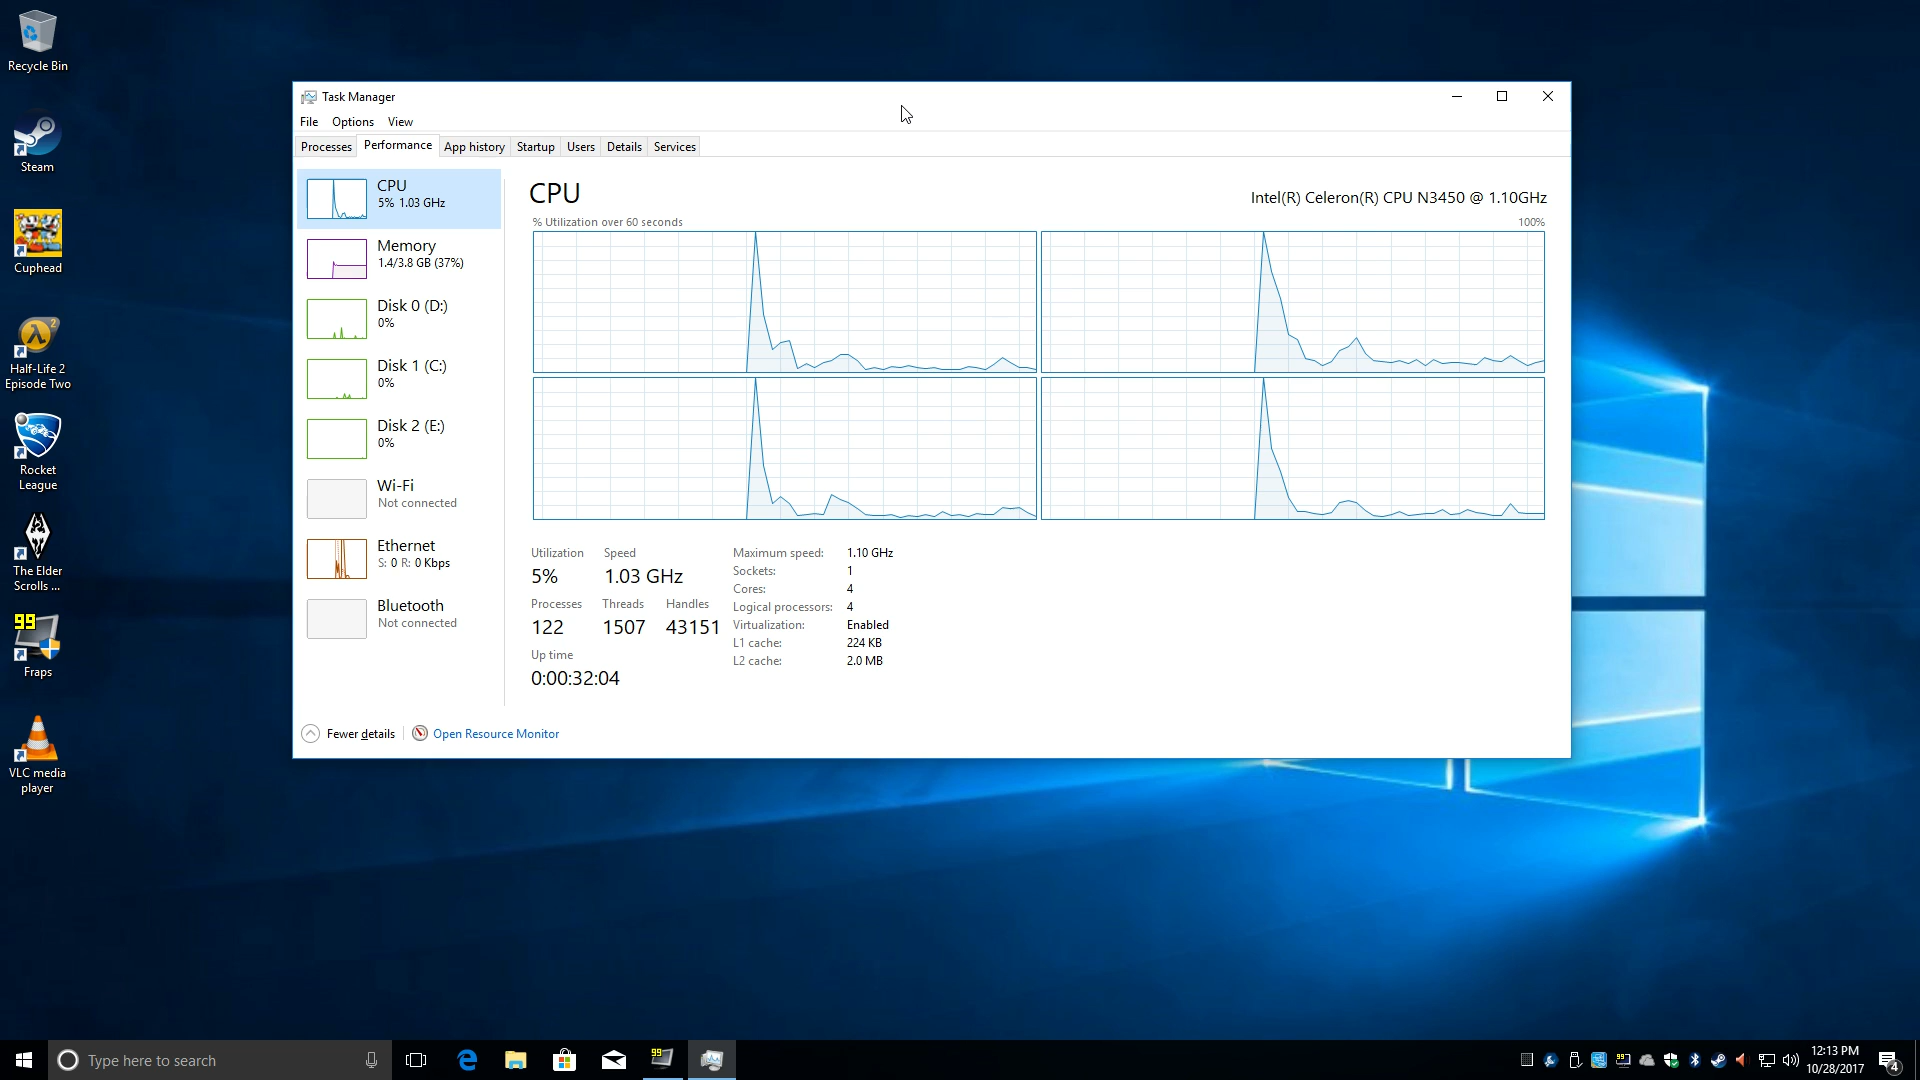 Recycle Bin
Steam
Cuphead
Half-Life 2
Episode Two
Rocket
League
The Elder
Scrolls ...
99
Fraps
VLC media
player
Task Manager
File Options View
Processes Performance App history Startup Users Details Services
CPU
5% 1.03 GHz
Memory
1.4/3.8 GB (37%)
Disk 0 (D:)
0%
Disk 1 (C:)
0%
Disk 2 (E:)
0%
Wi-Fi
Not connected
Ethernet
S: 0 R: 0 Kbps
Bluetooth
Not connected
CPU
Intel(R) Celeron(R) CPU N3450 @ 1.10GHz
% Utilization over 60 seconds 100%
Utilization Speed
5% 1.03 GHz
Processes Threads Handles
122 1507 43151
Up time
0:00:32:04
Maximum speed: 1.10 GHz
Sockets: 1
Cores: 4
Logical processors: 4
Virtualization: Enabled
L1 cache: 224 KB
L2 cache: 2.0 MB
Fewer details Open Resource Monitor
Type here to search
99
99
12:13 PM
10/28/2017
4